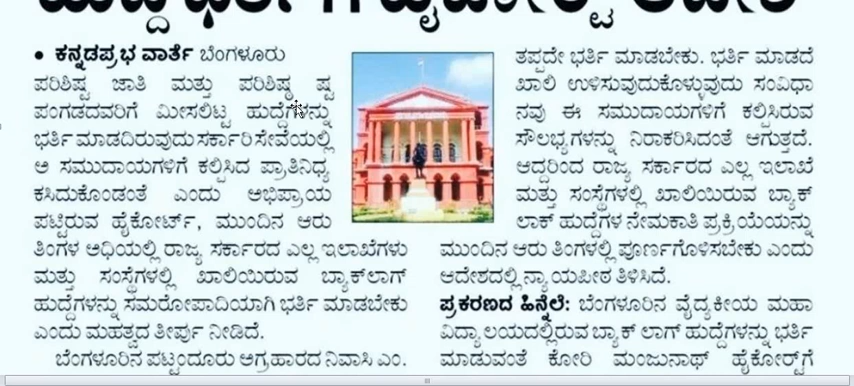 • ಕನ್ನಡಪ್ರಭ ವಾರ್ತೆ ಬೆಂಗಳೂರು
ಪರಿಶಿಷ್ಟ ಜಾತಿ ಮತ್ತು ಪರಿಶಿಷ್ಠ ಷ್ಟ
ಪಂಗಡದವರಿಗೆ ಮೀಸಲಿಟ್ಟ ಹುದ್ದೆಗಳನ್ನು
ಭರ್ತಿ ಮಾಡದಿರುವುದು ಸರ್ಕಾರಿ ಸೇವೆಯಲ್ಲಿ
ಆ ಸಮುದಾಯಗಳಿಗೆ ಕಲ್ಪಿಸಿದ ಪ್ರಾತಿನಿಧ್ಯ
ಕಸಿದುಕೊಂಡಂತೆ ಎಂದು ಅಭಿಪ್ರಾಯ
ಪಟ್ಟಿರುವ ಹೈಕೋರ್ಟ್, ಮುಂದಿನ ಆರು
ತಿಂಗಳ ಅಧಿಯಲ್ಲಿ ರಾಜ್ಯ ಸರ್ಕಾರದ ಎಲ್ಲ ಇಲಾಖೆಗಳು
ಮತ್ತು ಸಂಸ್ಥೆಗಳಲ್ಲಿ ಖಾಲಿಯಿರುವ ಬ್ಯಾಕ್‌ಲಾಗ್
ಹುದ್ದೆಗಳನ್ನು ಸಮರೋಪಾದಿಯಾಗಿ ಭರ್ತಿ ಮಾಡಬೇಕು
ಎಂದು ಮಹತ್ವದ ತೀರ್ಪು ನೀಡಿದೆ.
ಬೆಂಗಳೂರಿನ ಪಟ್ಟಂದೂರು ಅಗ್ರಹಾರದ ನಿವಾಸಿ ಎಂ.
ತಪ್ಪದೇ ಭರ್ತಿ ಮಾಡಬೇಕು. ಭರ್ತಿ ಮಾಡದೆ
ಖಾಲಿ ಉಳಿಸುವುದುಕೊಳ್ಳುವುದು ಸಂವಿಧಾ
ನವು ಈ ಸಮುದಾಯಗಳಿಗೆ ಕಲ್ಪಿಸಿರುವ
ಸೌಲಭ್ಯಗಳನ್ನು ನಿರಾಕರಿಸಿದಂತೆ ಆಗುತ್ತದೆ.
ಆದ್ದರಿಂದ ರಾಜ್ಯ ಸರ್ಕಾರದ ಎಲ್ಲ ಇಲಾಖೆ
ಮತ್ತು ಸಂಸ್ಥೆಗಳಲ್ಲಿ ಖಾಲಿಯಿರುವ ಬ್ಯಾಕ್
ಲಾಕ್ ಹುದ್ದೆಗಳ ನೇಮಕಾತಿ ಪ್ರಕ್ರಿಯೆಯನ್ನು
ಮುಂದಿನ ಆರು ತಿಂಗಳಲ್ಲಿ ಪೂರ್ಣಗೊಳಿಸಬೇಕು ಎಂದು
ಆದೇಶದಲ್ಲಿ ನ್ಯಾಯಪೀಠ ತಿಳಿಸಿದೆ.
ಪ್ರಕರಣದ ಹಿನ್ನೆಲೆ: ಬೆಂಗಳೂರಿನ ವೈದ್ಯಕೀಯ ಮಹಾ
ವಿದ್ಯಾಲಯದಲ್ಲಿರುವ ಬ್ಯಾಕ್ ಲಾಗ್ ಹುದ್ದೆಗಳನ್ನು ಭರ್ತಿ
ಮಾಡುವಂತೆ ಕೋರಿ ಮಂಜುನಾಥ್ ಹೈಕೋರ್ಟ್‌ಗೆ